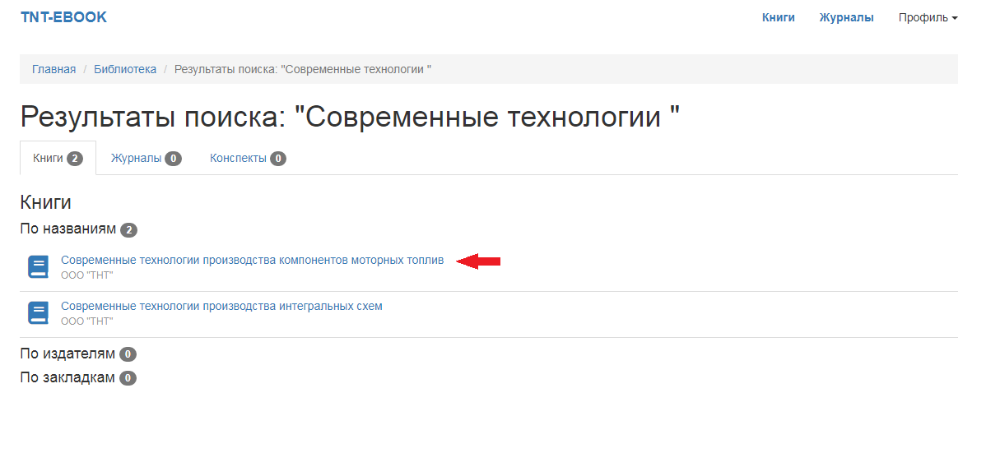 TNT-EBOOK
Книги Журналы Профиль
Главная / Библиотека / Результаты поиска: "Современные технологии "
Результаты поиска: "Современные технологии "
Книги 2 Журналы 0 Конспекты 0
Книги
По названиям 2
Современные технологии производства компонентов моторных топлив
ООО "ТНТ"
Современные технологии производства интегральных схем
ООО "ТНТ"
По издателям 0
По закладкам 0